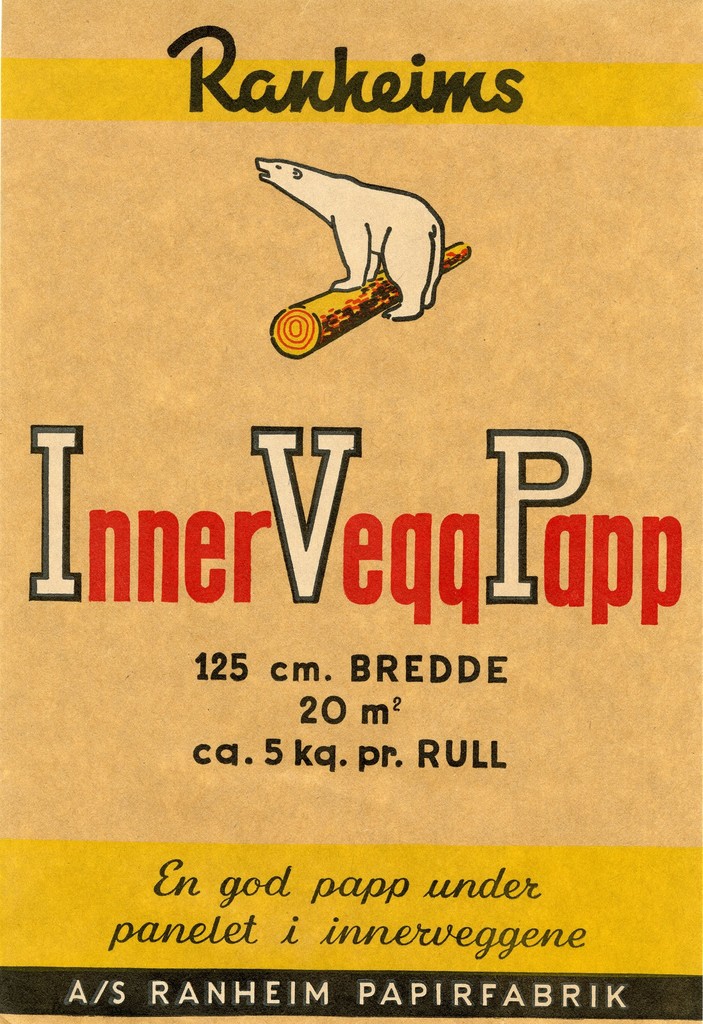 Ranheims
InnerVeggPapp
125 cm. BREDDE
20 m²
ca. 5 kg. pr. RULL
En god papp under
panelet i innerveggene
A/S RANHEIM PAPIRFABRIK